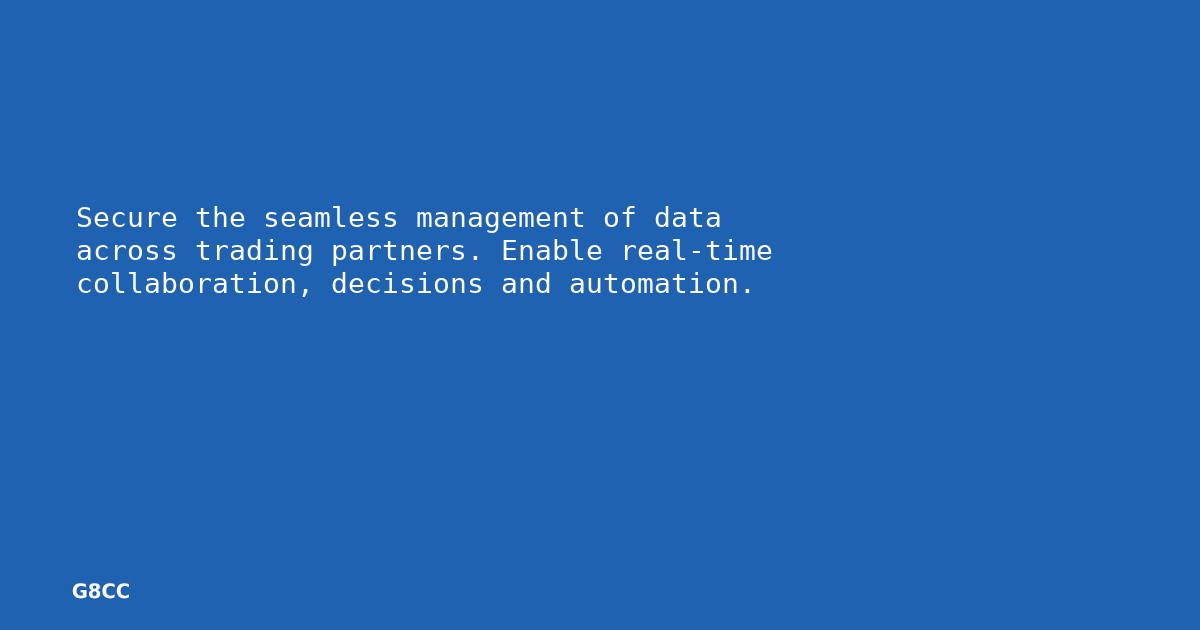 Secure the seamless management of data
across trading partners. Enable real-time
collaboration, decisions and automation.
G8CC